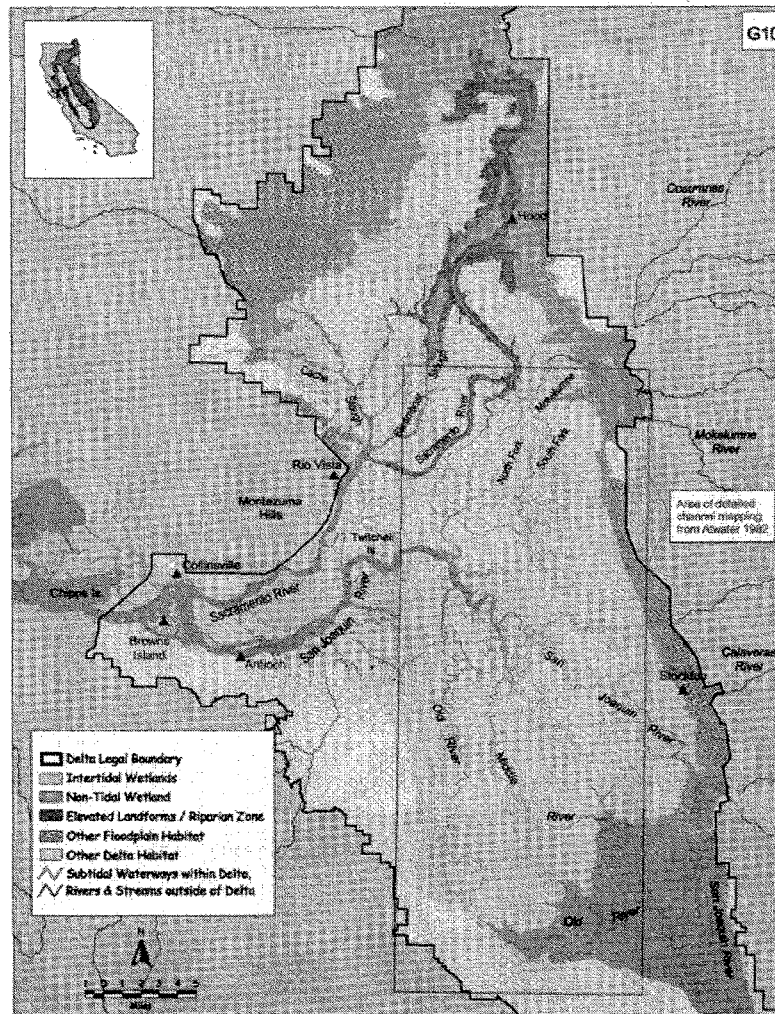 G10
Cosumnes
River
Hood
Cache
Slough
Sacramento River
Mokelumne
North Fork
South Fork
Mokelumne
River
Rio Vista
Montezuma
Hills
Area of detailed
channel mapping
from Atwater 1982
Twitchell
Is
Collinsville
Chipps Is.
Sacramento River
San Joaquin River
Browns
Island
Antioch
Calaveras
River
Stockton
San
Joaquin River
Old
River
Middle
River
Old River
San Joaquin River
Delta Legal Boundary
Intertidal Wetlands
Non-Tidal Wetland
Elevated Landforms / Riparian Zone
Other Floodplain Habitat
Other Delta Habitat
Subtidal Waterways within Delta,
Rivers & Streams outside of Delta
N
Miles